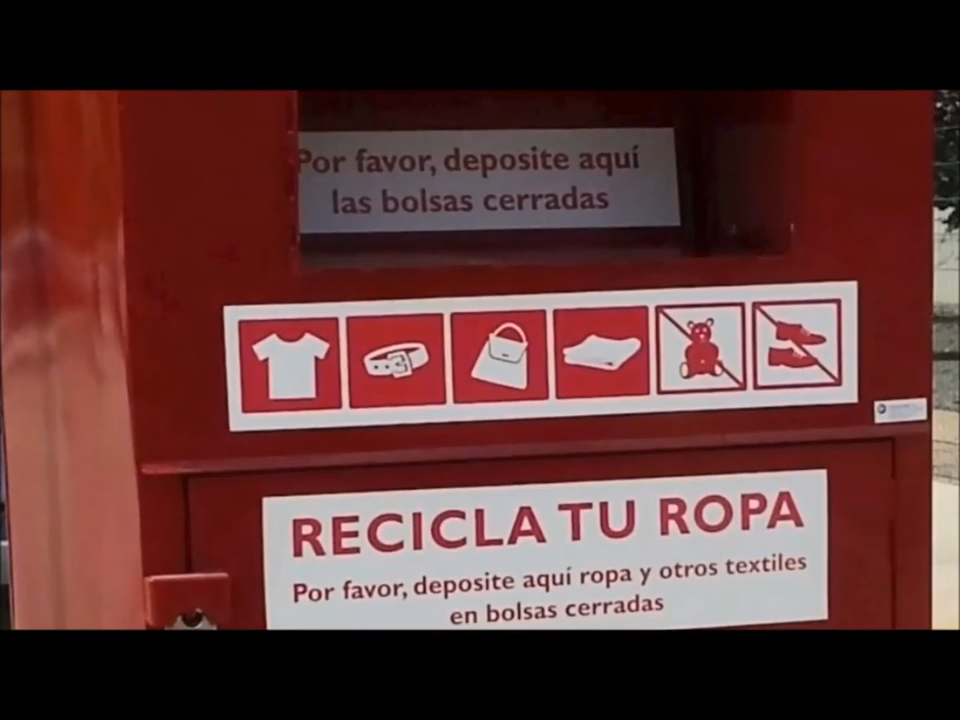 Por favor, deposite aquí
las bolsas cerradas
RECICLA TU ROPA
Por favor, deposite aquí ropa y otros textiles
en bolsas cerradas